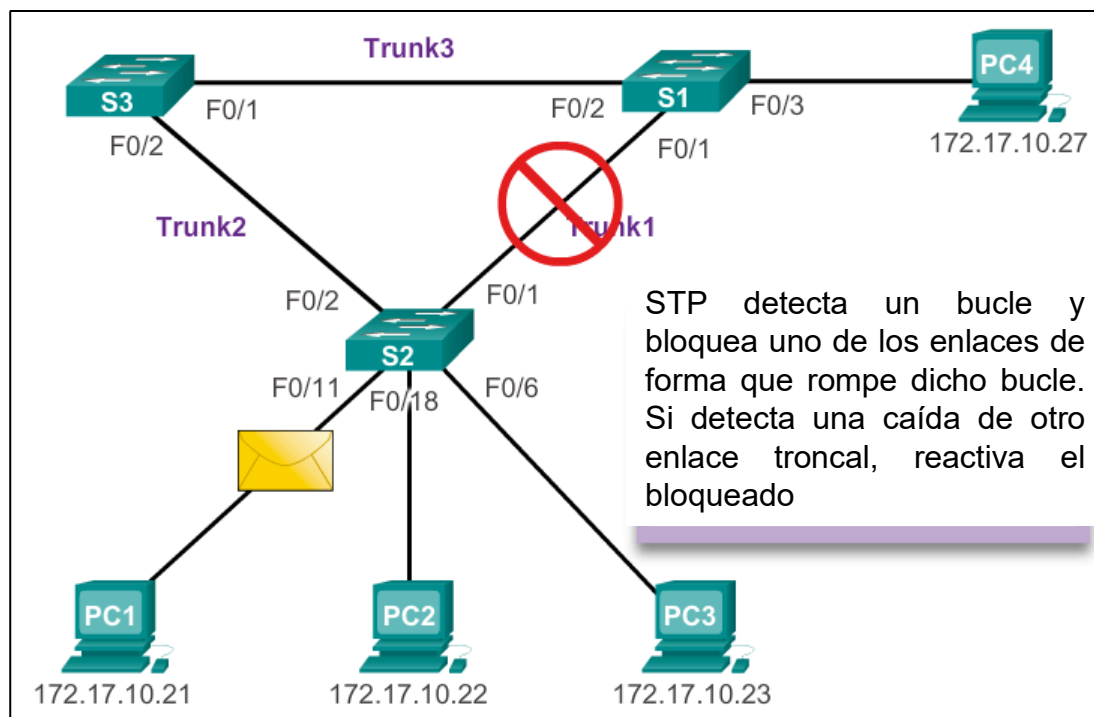 Trunk3
PC4
S3
S1
F0/1
F0/2
F0/3
F0/2
F0/1
172.17.10.27
Trunk2
Trunk1
F0/2
F0/1
S2
F0/11
F0/18
F0/6
STP detecta un bucle y
bloquea uno de los enlaces de
forma que rompe dicho bucle.
Si detecta una caída de otro
enlace troncal, reactiva el
bloqueado
PC1
PC2
PC3
172.17.10.21
172.17.10.22
172.17.10.23